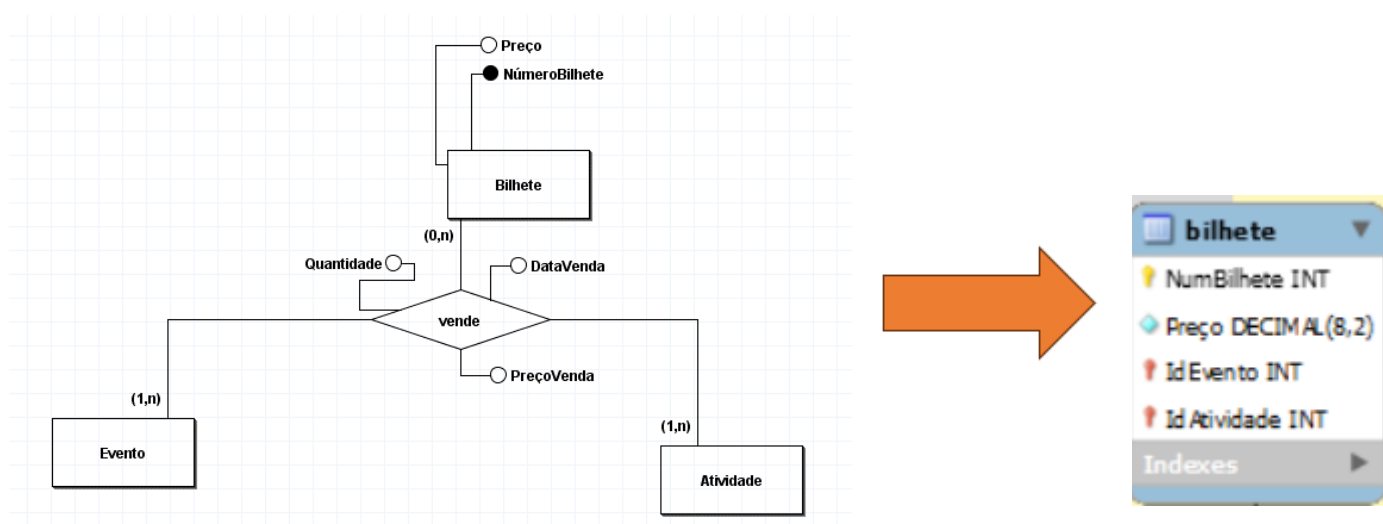 Preço
NúmeroBilhete
Bilhete
(0,n)
Quantidade
DataVenda
vende
PreçoVenda
(1,n)
Evento
(1,n)
Atividade
bilhete
NumBilhete INT
Preço DECIMAL(8,2)
IdEvento INT
IdAtividade INT
Indexes